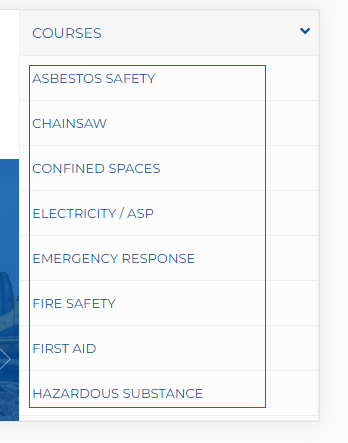 COURSES
ASBESTOS SAFETY
CHAINSAW
CONFINED SPACES
ELECTRICITY / ASP
EMERGENCY RESPONSE
FIRE SAFETY
FIRST AID
HAZARDOUS SUBSTANCE